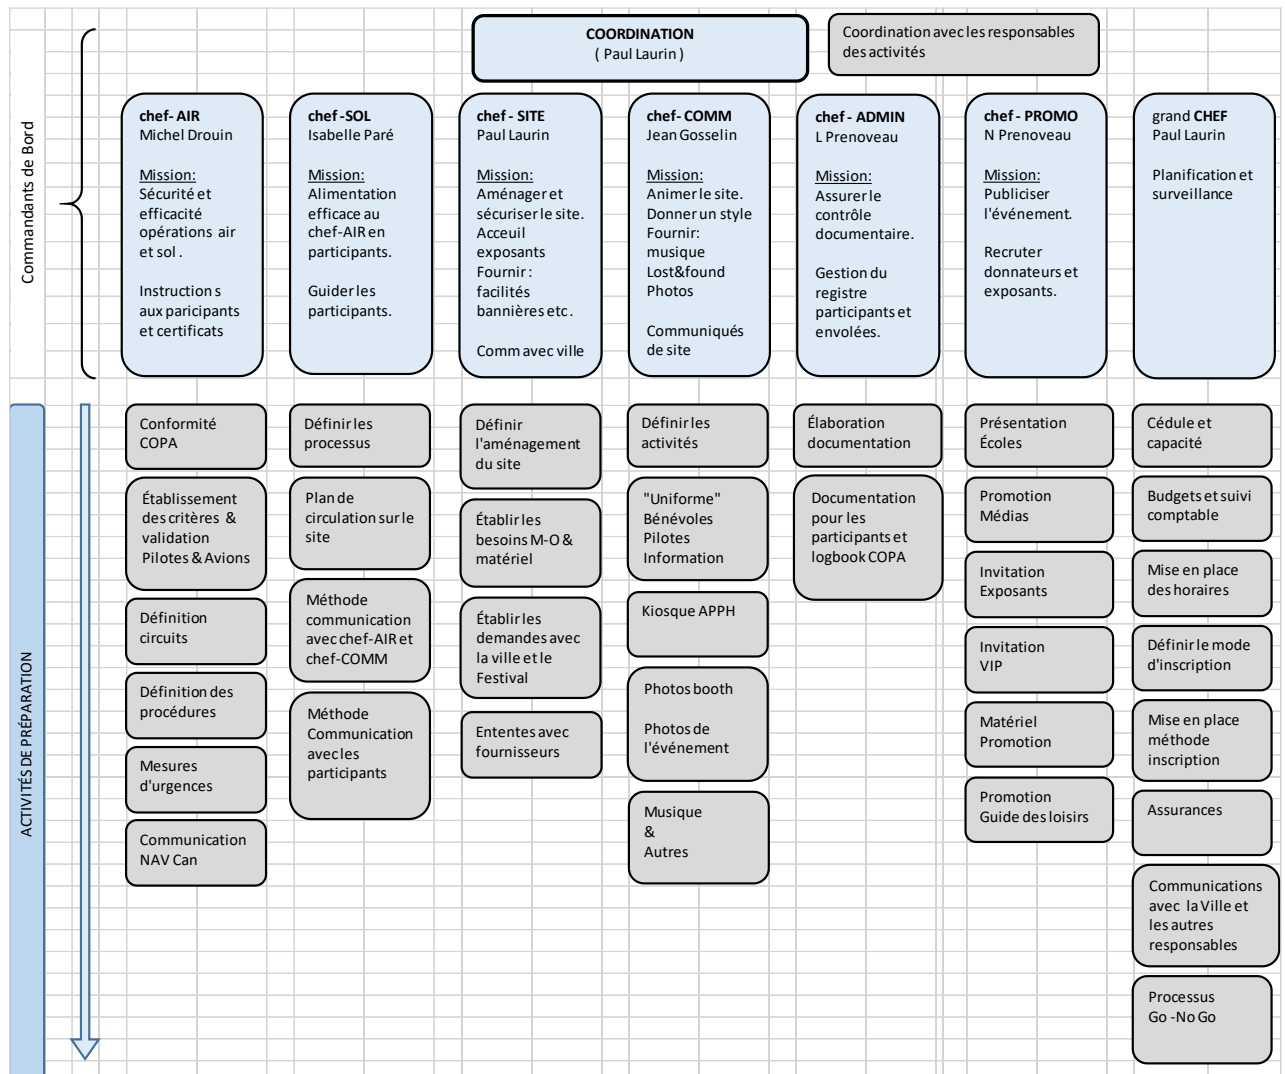 COORDINATION
( Paul Laurin )
Coordination avec les responsables
des activités
Commandants de Bord
chef- AIR
Michel Drouin
Mission:
Sécurité et
efficacité
opérations air
et sol .
Instruction s
aux paricipants
et certificats
chef -SOL
Isabelle Paré
Mission:
Alimentation
efficace au
chef-AIR en
participants.
Guider les
participants.
chef - SITE
Paul Laurin
Mission:
Aménager et
sécuriser le site.
Acceuil
exposants
Fournir :
facilités
bannières etc .
Comm avec ville
chef - COMM
Jean Gosselin
Mission:
Animer le site.
Donner un style
Fournir:
musique
Lost&found
Photos
Communiqués
de site
chef - ADMIN
L Prenoveau
Mission:
Assurer le
contrôle
documentaire.
Gestion du
registre
participants et
envolées.
chef - PROMO
N Prenoveau
Mission:
Publiciser
l'événement.
Recruter
donnateurs et
exposants.
grand CHEF
Paul Laurin
Planification et
surveillance
ACTIVITÉS DE PRÉPARATION
Conformité
COPA
Établissement
des critères &
validation
Pilotes & Avions
Définition
circuits
Définition des
procédures
Mesures
d'urgences
Communication
NAV Can
Définir les
processus
Plan de
circulation sur le
site
Méthode
communication
avec chef-AIR et
chef-COMM
Méthode
Communication
avec les
participants
Définir
l'aménagement
du site
Établir les
besoins M-O &
matériel
Établir les
demandes avec
la ville et le
Festival
Ententes avec
fournisseurs
Définir les
activités
"Uniforme"
Bénévoles
Pilotes
Information
Kiosque APPH
Photos booth
Photos de
l'événement
Musique
&
Autres
Élaboration
documentation
Documentation
pour les
participants et
logbook COPA
Présentation
Écoles
Promotion
Médias
Invitation
Exposants
Invitation
VIP
Matériel
Promotion
Promotion
Guide des loisirs
Cédule et
capacité
Budgets et suivi
comptable
Mise en place
des horaires
Définir le mode
d'inscription
Mise en place
méthode
inscription
Assurances
Communications
avec la Ville et
les autres
responsables
Processus
Go -No Go